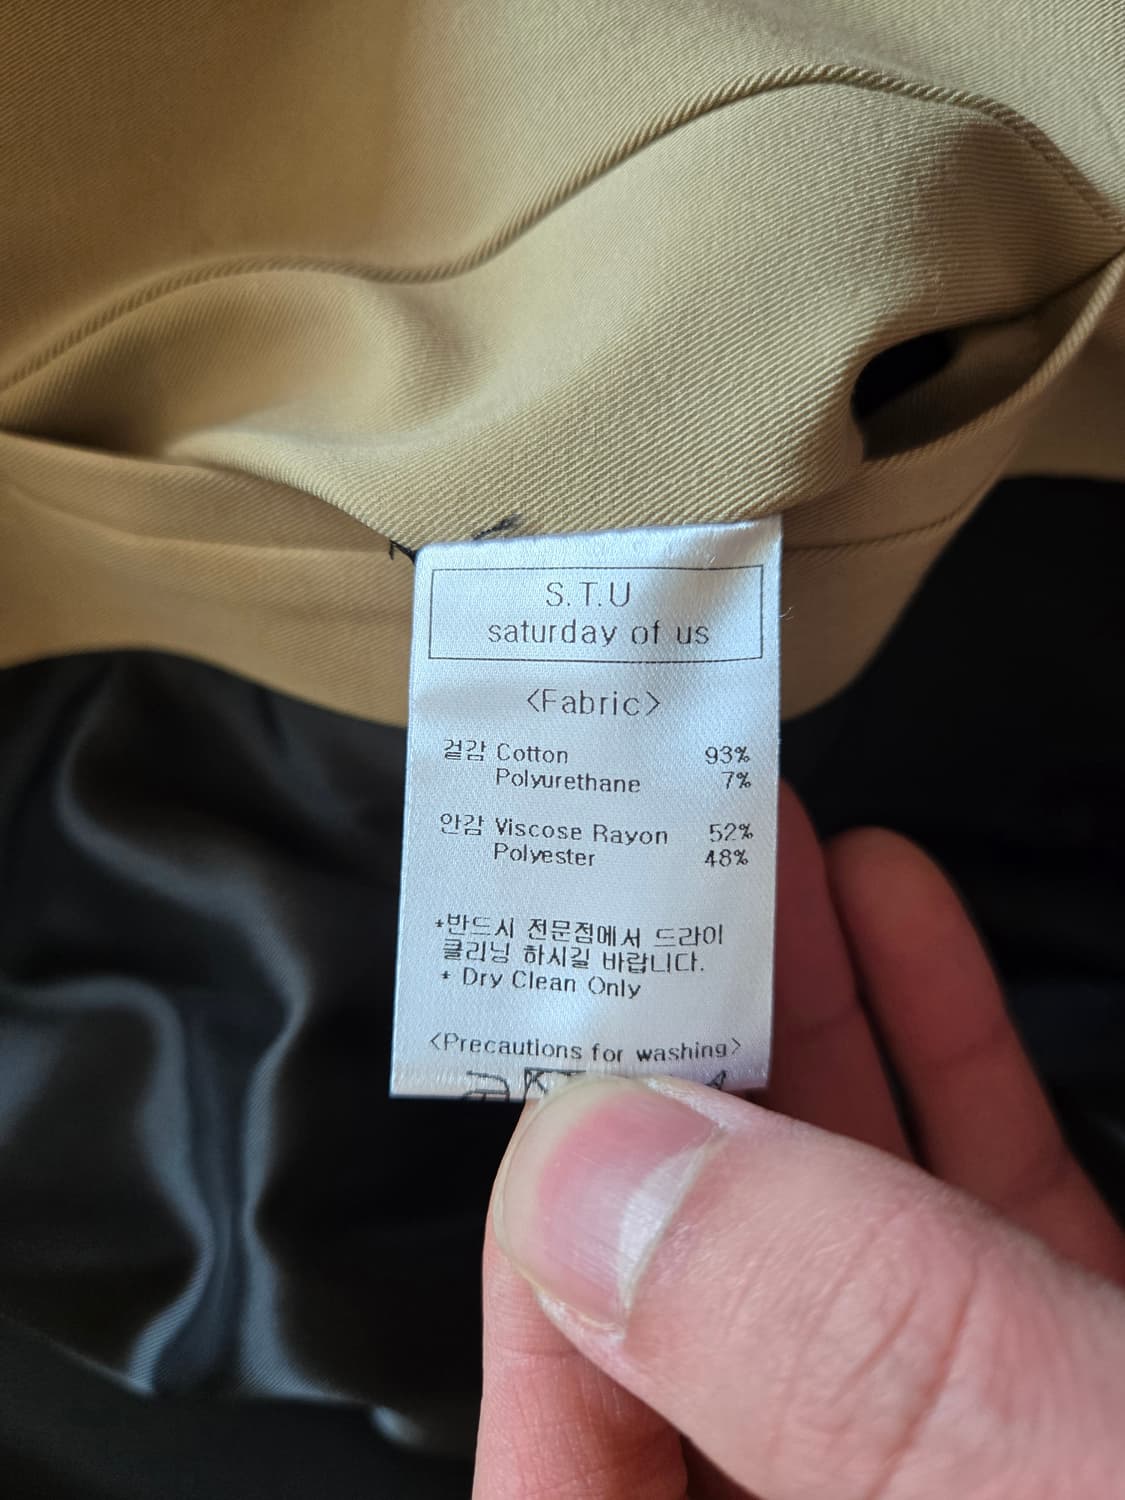 S.T.U
saturday of us
<Fabric>
겉감 Cotton 93%
Polyurethane 7%
안감 Viscose Rayon 52%
Polyester 48%
*반드시 전문점에서 드라이
클리닝 하시길 바랍니다.
* Dry Clean Only
<Precautions for washing>